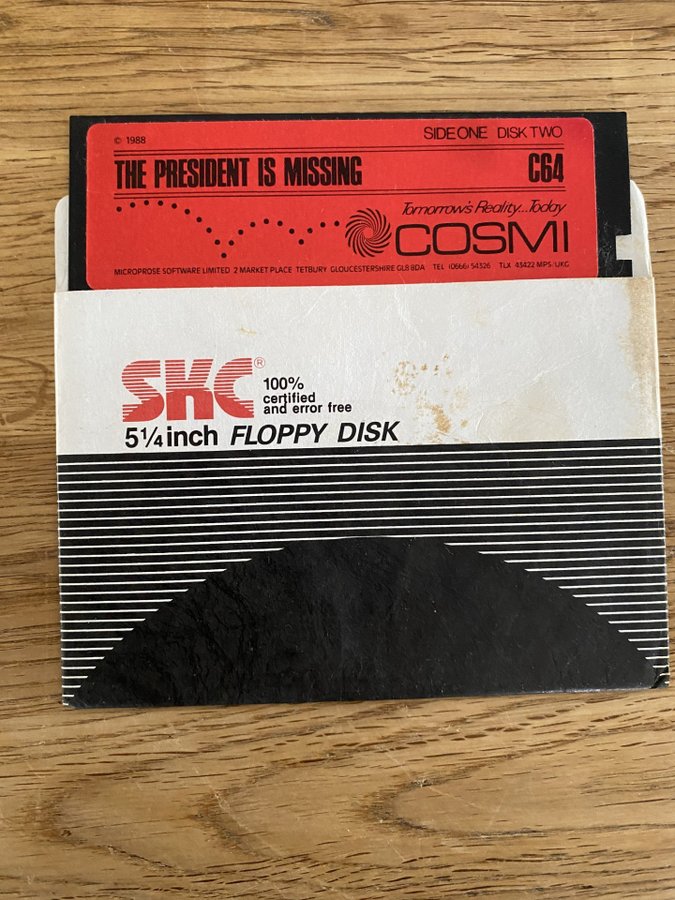 © 1988 SIDE ONE DISK TWO
THE PRESIDENT IS MISSING C64
Tomorrow's Reality...Today
COSMI
MICROPROSE SOFTWARE LIMITED 2 MARKET PLACE TETBURY GLOUCESTERSHIRE GL8 8DA TEL (0666) 54326 TLX 43422 MPS/UKG
SKC®
100%
certified
and error free
5¼ inch FLOPPY DISK